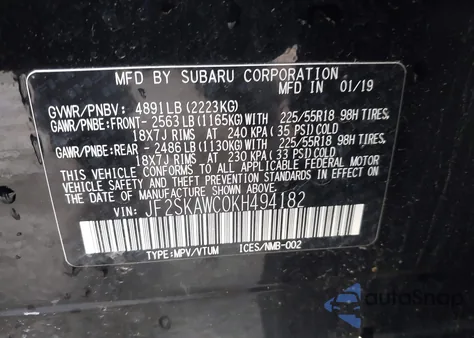 MFD BY SUBARU CORPORATION
MFD IN 01/19
GVWR/PNBV: 4891LB (2223KG)
GAWR/PNBE:FRONT- 2563LB(1165KG)WITH 225/55R18 98H TIRES,
18X7J RIMS AT 240 KPA(35 PSI)COLD
GAWR/PNBE:REAR - 2486LB(1130KG)WITH 225/55R18 98H TIRES,
18X7J RIMS AT 230 KPA(33 PSI)COLD
THIS VEHICLE CONFORMS TO ALL APPLICABLE FEDERAL MOTOR
VEHICLE SAFETY, BUMPER, AND
THEFT PREVENTION STANDARDS IN EFFECT ON
THE DATE OF MANUFACTURE SHOWN ABOVE.
VIN: JF2SKAWC0KH494182
TYPE:MPV/VTUM ICES/NMB-002
autoSnap